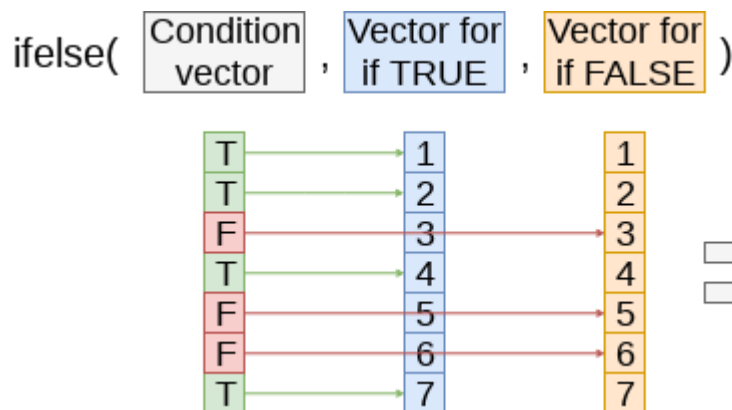 ifelse( Condition vector , Vector for if TRUE , Vector for if FALSE )
T 1 1
T 2 2
F 3 3
T 4 4
F 5 5
F 6 6
T 7 7